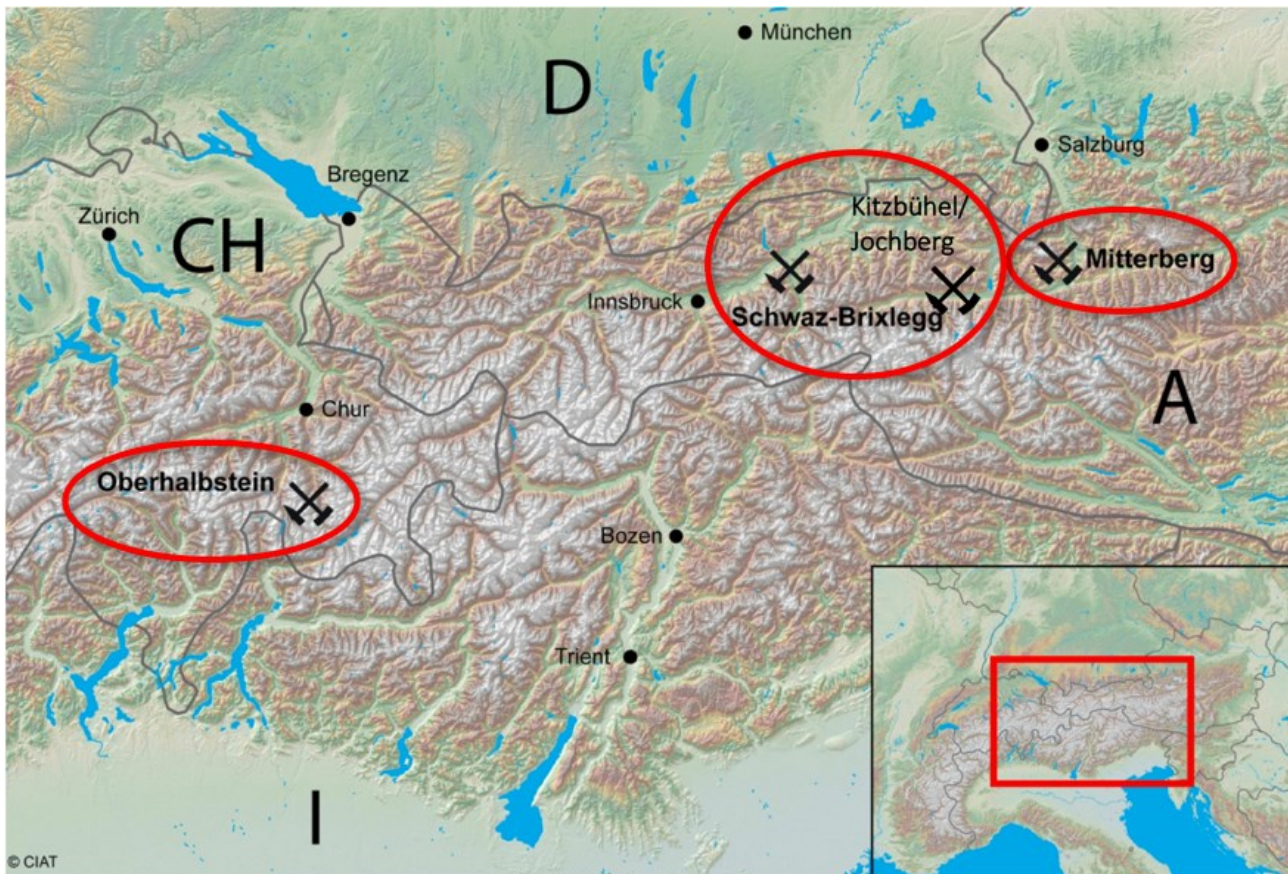 München
D
Salzburg
Bregenz
Zürich
CH
Kitzbühel/
Jochberg
Mitterberg
Innsbruck
Schwaz-Brixlegg
A
Chur
Oberhalbstein
Bozen
Trient
I
© CIAT